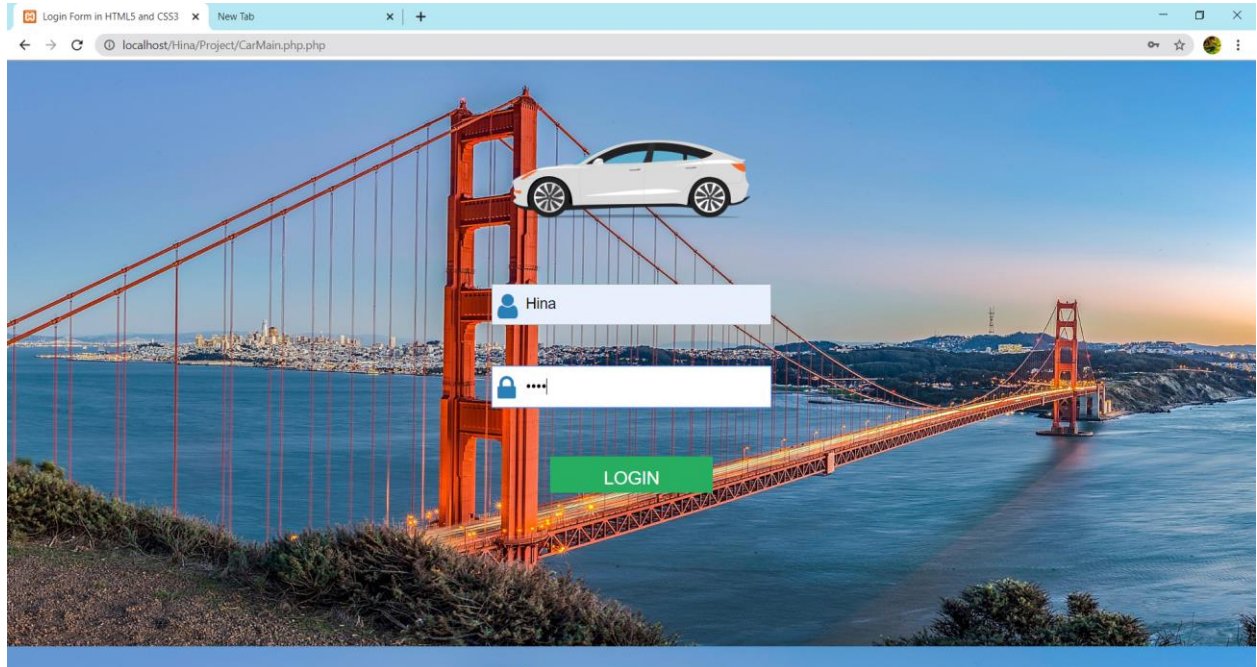 Login Form in HTML5 and CSS3
New Tab
localhost/Hina/Project/CarMain.php.php
Hina
••••
LOGIN